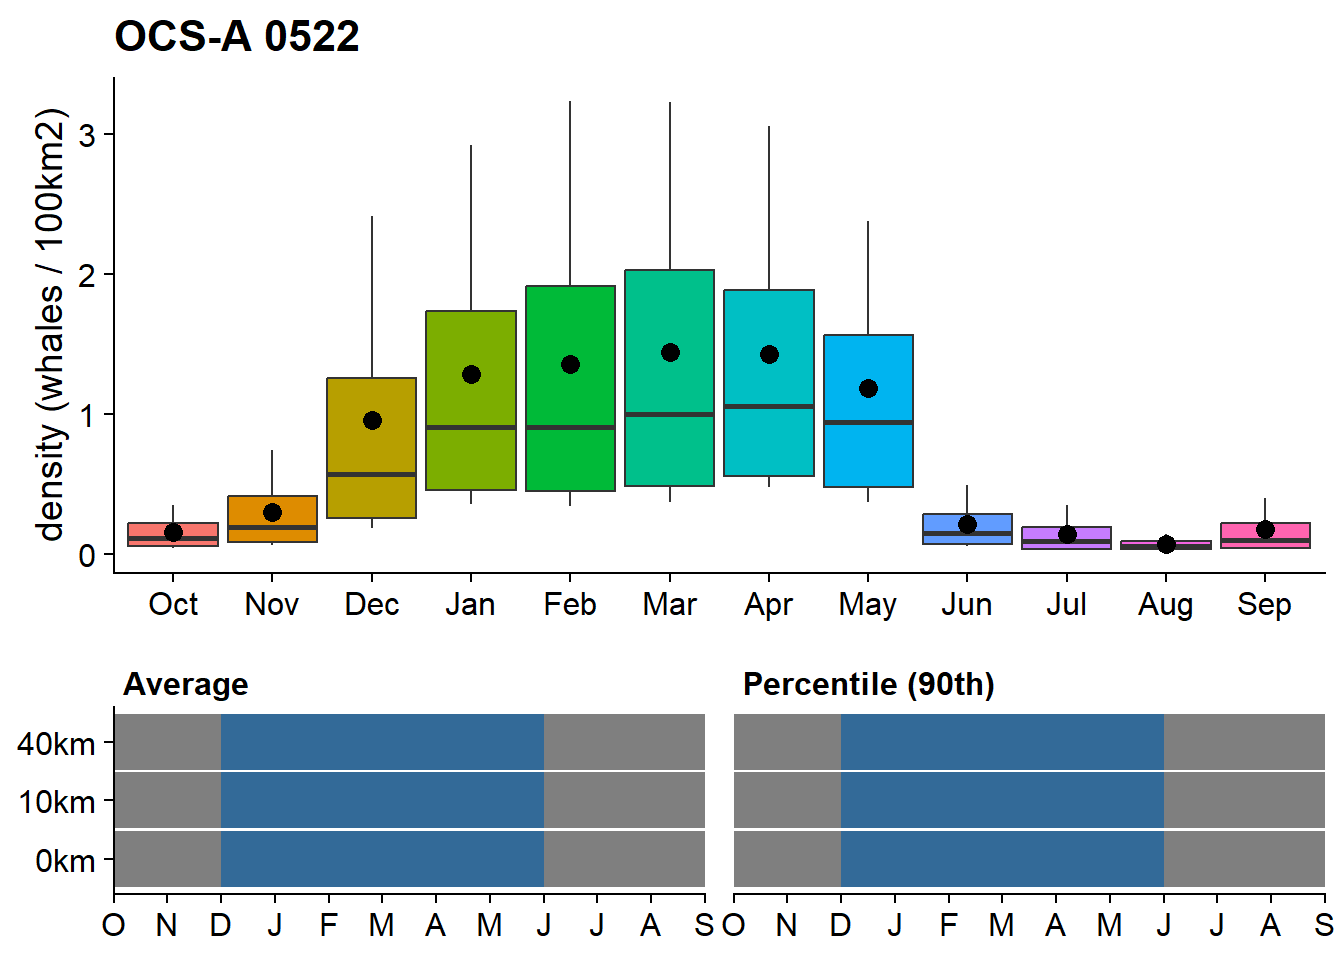 OCS-A 0522
density (whales / 100km2)
3
2
1
0
Oct Nov Dec Jan Feb Mar Apr May Jun Jul Aug Sep
Average Percentile (90th)
40km
10km
0km
O N D J F M A M J J A S O N D J F M A M J J A S